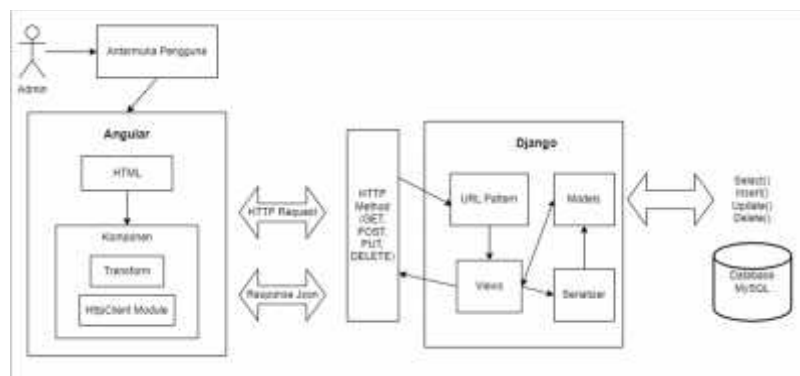 Antarmuka Pengguna
Admin
Angular
HTML
Komponen
Transform
HttpClient Module
HTTP Request
Response Json
HTTP
Method
(GET,
POST,
PUT,
DELETE)
Django
URL Pattern
Models
Views
Serializer
Select()
Insert()
Update()
Delete()
Database
MySQL